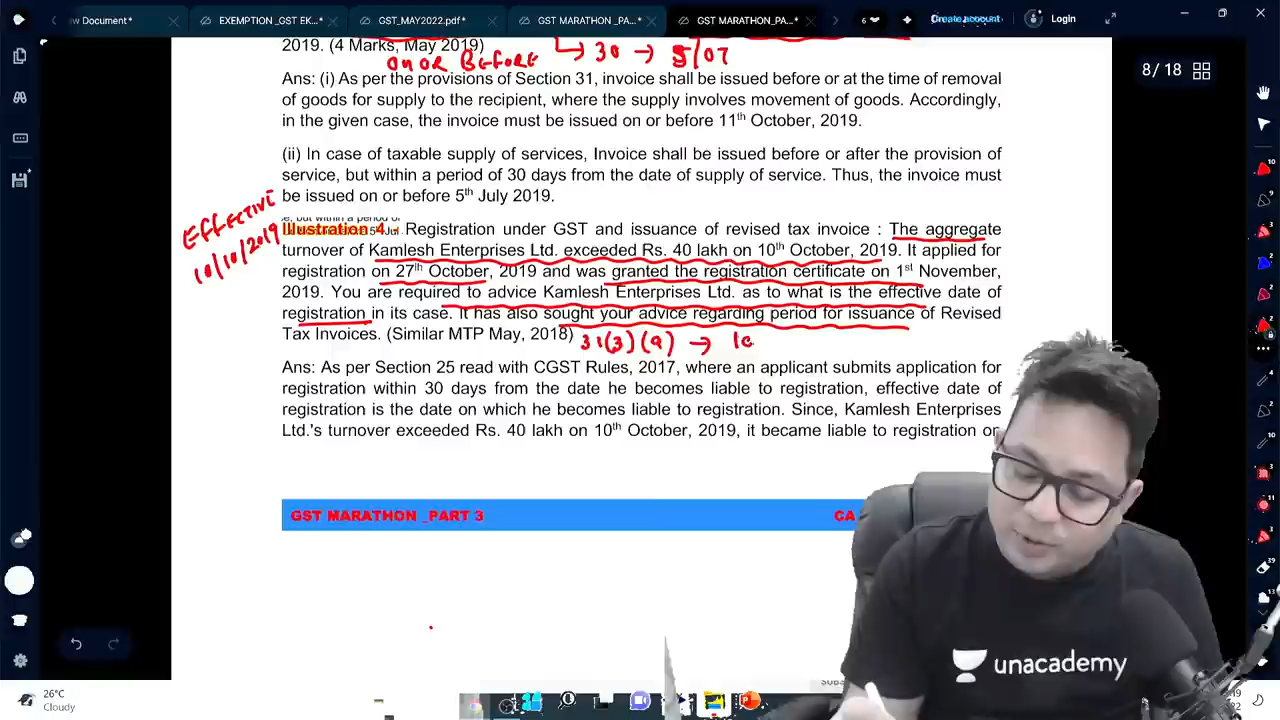 ew Document*
EXEMPTION _GST EK...*
GST_MAY2022.pdf*
GST MARATHON _PA...*
GST MARATHON _PA...*
6
Create account
Login
8/18
2019. (4 Marks, May 2019)
ON OR BEFORE
30 → 5/07
Ans: (i) As per the provisions of Section 31, invoice shall be issued before or at the time of removal
of goods for supply to the recipient, where the supply involves movement of goods. Accordingly,
in the given case, the invoice must be issued on or before 11th October, 2019.
(ii) In case of taxable supply of services, Invoice shall be issued before or after the provision of
service, but within a period of 30 days from the date of supply of service. Thus, the invoice must
be issued on or before 5th July 2019.
EFFECTIVE
10/10/2019
Illustration 4 - Registration under GST and issuance of revised tax invoice : The aggregate
turnover of Kamlesh Enterprises Ltd. exceeded Rs. 40 lakh on 10th October, 2019. It applied for
registration on 27th October, 2019 and was granted the registration certificate on 1st November,
2019. You are required to advice Kamlesh Enterprises Ltd. as to what is the effective date of
registration in its case. It has also sought your advice regarding period for issuance of Revised
Tax Invoices. (Similar MTP May, 2018)
31(3)(a) → 10
Ans: As per Section 25 read with CGST Rules, 2017, where an applicant submits application for
registration within 30 days from the date he becomes liable to registration, effective date of
registration is the date on which he becomes liable to registration. Since, Kamlesh Enterprises
Ltd.'s turnover exceeded Rs. 40 lakh on 10th October, 2019, it became liable to registration on
GST MARATHON _PART 3
CA
unacademy
26°C
Cloudy